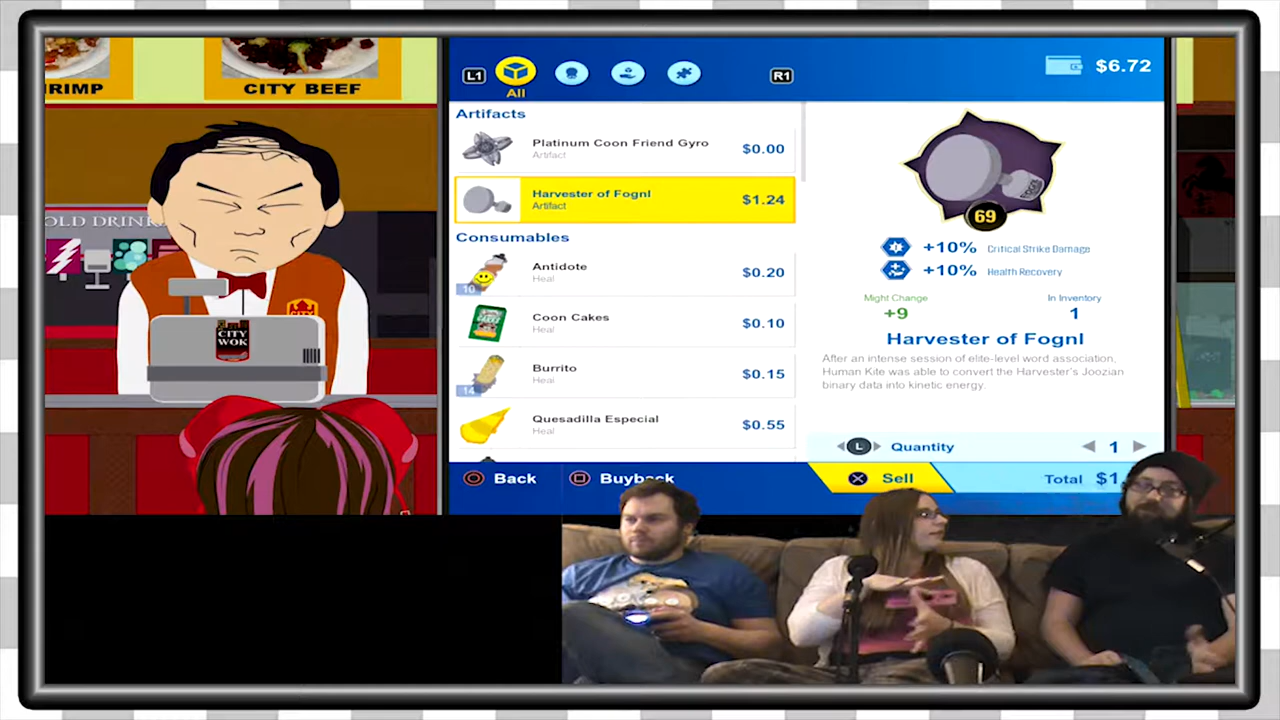 RIMP
CITY BEEF
OLD DRIN
CITY
WOK
L1
R1
All
$6.72
Artifacts
Platinum Coon Friend Gyro
Artifact
$0.00
Harvester of Fognl
Artifact
$1.24
Consumables
Antidote
Heal
10
$0.20
Coon Cakes
Heal
$0.10
Burrito
Heal
14
$0.15
Quesadilla Especial
Heal
$0.55
69
+10% Critical Strike Damage
+10% Health Recovery
Might Change
+9
In Inventory
1
Harvester of Fognl
After an intense session of elite-level word association,
Human Kite was able to convert the Harvester's Joozian
binary data into kinetic energy.
L Quantity 1
Back
Buyback
Sell
Total $1